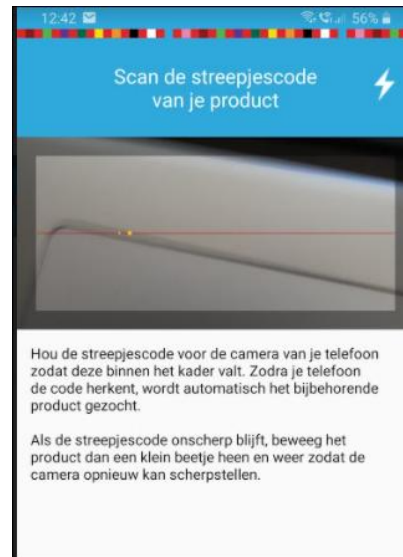 12:42 56%
Scan de streepjescode
van je product
Hou de streepjescode voor de camera van je telefoon
zodat deze binnen het kader valt. Zodra je telefoon
de code herkent, wordt automatisch het bijbehorende
product gezocht.
Als de streepjescode onscherp blijft, beweeg het
product dan een klein beetje heen en weer zodat de
camera opnieuw kan scherpstellen.